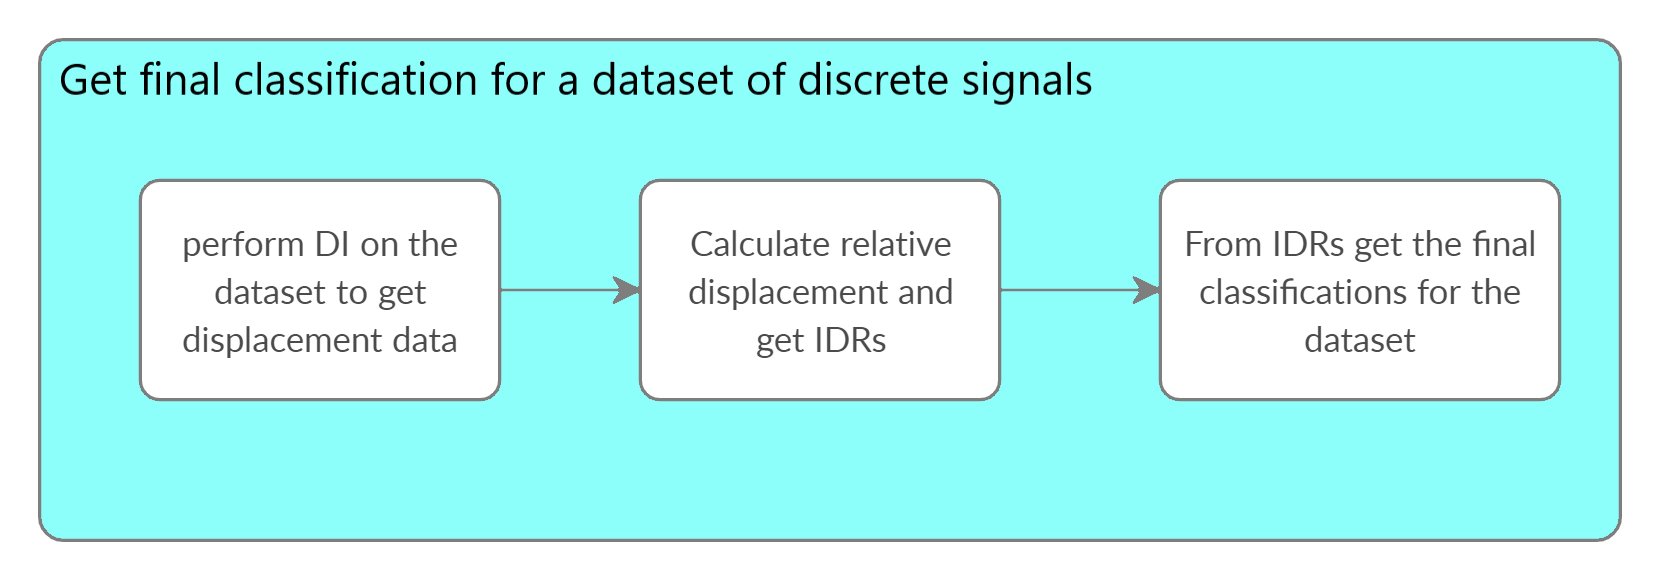 Get final classification for a dataset of discrete signals
perform DI on the
dataset to get
displacement data
Calculate relative
displacement and
get IDRs
From IDRs get the final
classifications for the
dataset